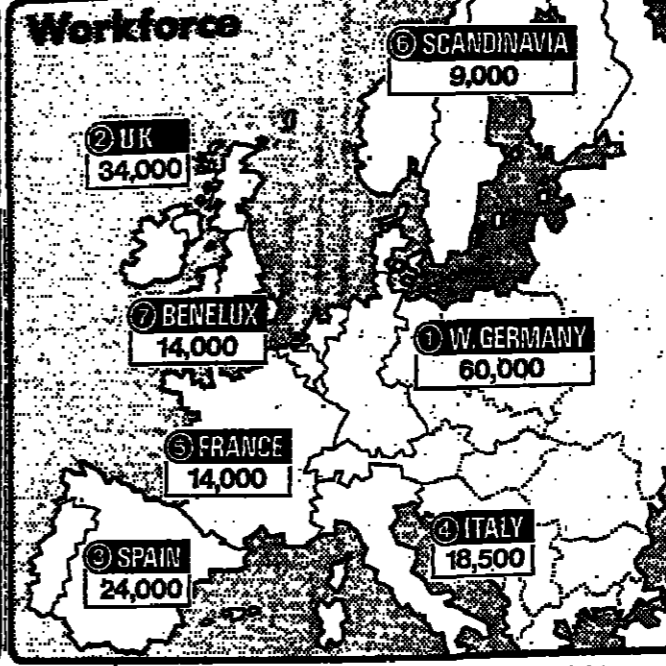 Workforce
⑥ SCANDINAVIA
9,000
② UK
34,000
⑦ BENELUX
14,000
① W. GERMANY
60,000
⑤ FRANCE
14,000
④ ITALY
18,500
③ SPAIN
24,000